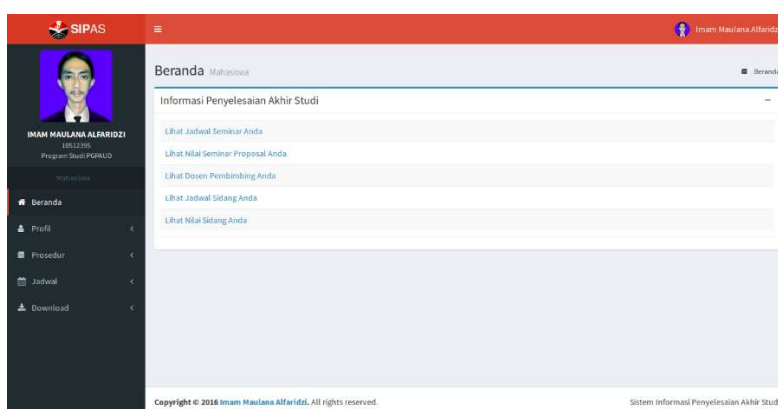 SIPAS
Imam Maulana Alfaridz
IMAM MAULANA ALFARIDZI
10512395
Program Studi PGPAUD
Mahasiswa
Beranda
Profil
Prosedur
Jadwal
Download
Beranda Mahasiswa
Beranda
Informasi Penyelesaian Akhir Studi
Lihat Jadwal Seminar Anda
Lihat Nilai Seminar Proposal Anda
Lihat Dosen Pembimbing Anda
Lihat Jadwal Sidang Anda
Lihat Nilai Sidang Anda
Copyright © 2016 Imam Maulana Alfaridzi. All rights reserved.
Sistem Informasi Penyelesaian Akhir Stud